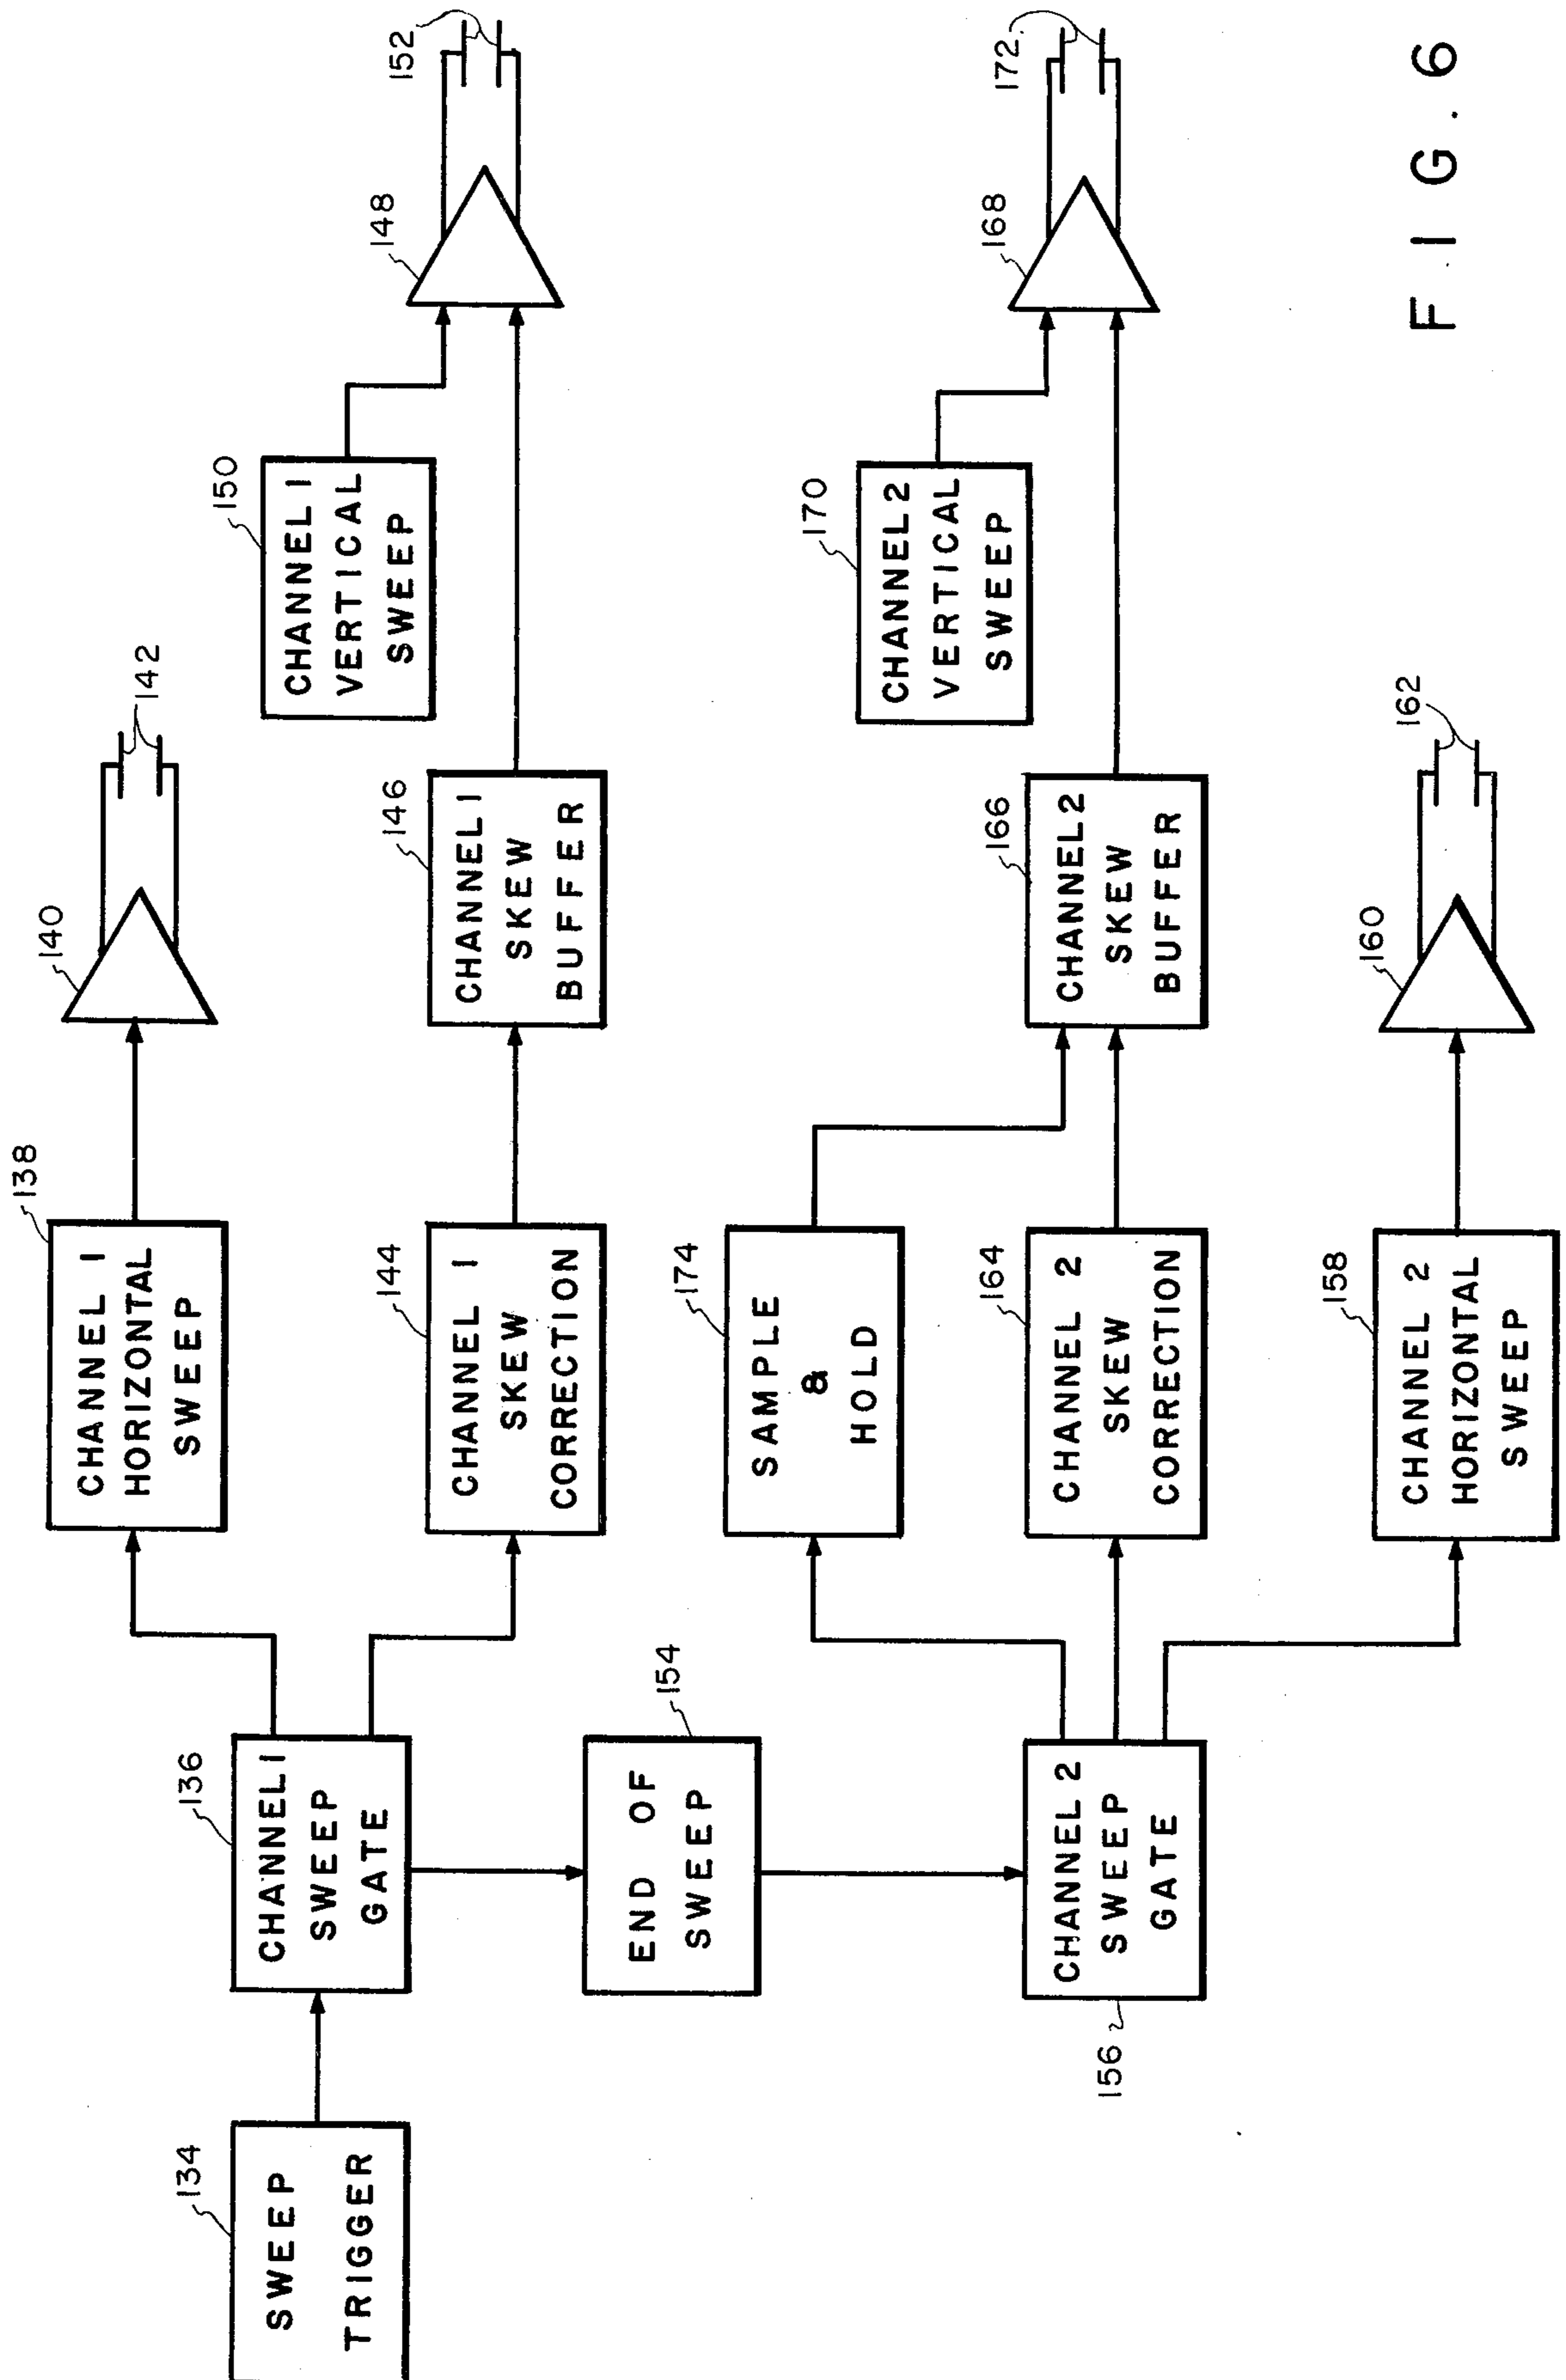 134
SWEEP
TRIGGER
136
CHANNEL 1
SWEEP
GATE
138
CHANNEL 1
HORIZONTAL
SWEEP
140
142
144
CHANNEL 1
SKEW
CORRECTION
146
CHANNEL 1
SKEW
BUFFER
150
CHANNEL 1
VERTICAL
SWEEP
148
152
154
END OF
SWEEP
156
CHANNEL 2
SWEEP
GATE
174
SAMPLE
&
HOLD
164
CHANNEL 2
SKEW
CORRECTION
166
CHANNEL 2
SKEW
BUFFER
170
CHANNEL 2
VERTICAL
SWEEP
168
172
158
CHANNEL 2
HORIZONTAL
SWEEP
160
162
FIG. 6